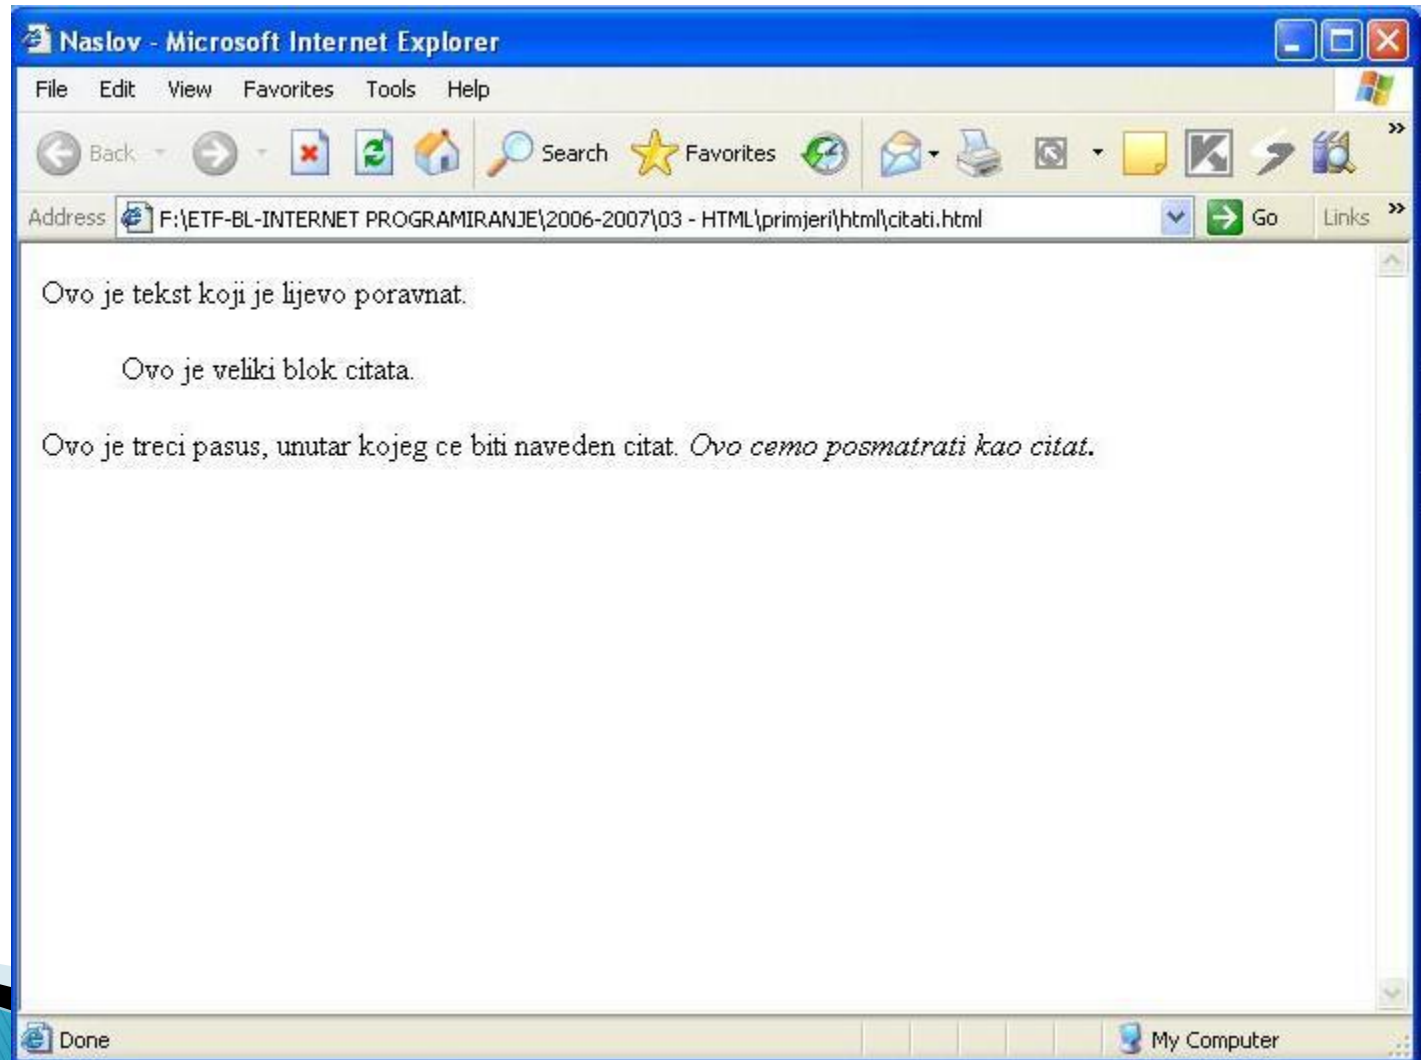 Naslov - Microsoft Internet Explorer
File Edit View Favorites Tools Help
Back Search Favorites
Address F:\ETF-BL-INTERNET PROGRAMIRANJE\2006-2007\03 - HTML\primjeri\html\citati.html Go Links
Ovo je tekst koji je lijevo poravnat.
Ovo je veliki blok citata.
Ovo je treci pasus, unutar kojeg ce biti naveden citat. Ovo cemo posmatrati kao citat.
Done My Computer